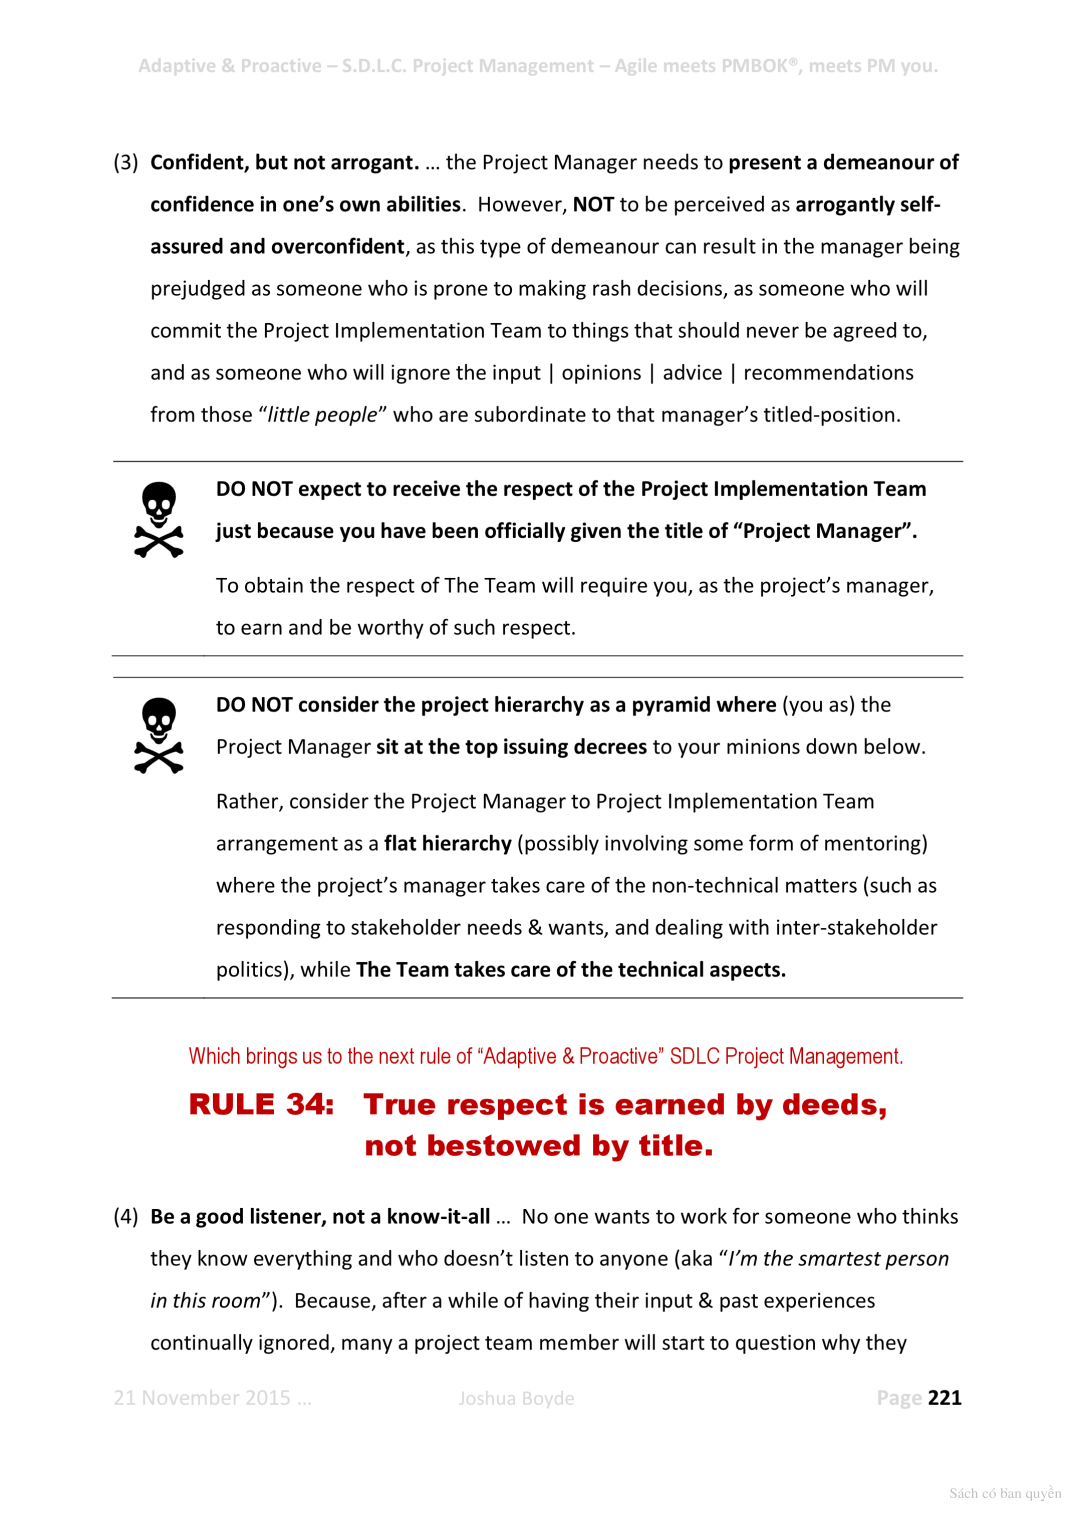 Adaptive & Proactive – S.D.L.C. Project Management – Agile meets PMBOK®, meets PM you.
(3) Confident, but not arrogant. … the Project Manager needs to present a demeanour of
confidence in one’s own abilities. However, NOT to be perceived as arrogantly self-
assured and overconfident, as this type of demeanour can result in the manager being
prejudged as someone who is prone to making rash decisions, as someone who will
commit the Project Implementation Team to things that should never be agreed to,
and as someone who will ignore the input | opinions | advice | recommendations
from those “little people” who are subordinate to that manager’s titled-position.
DO NOT expect to receive the respect of the Project Implementation Team
just because you have been officially given the title of “Project Manager”.
To obtain the respect of The Team will require you, as the project’s manager,
to earn and be worthy of such respect.
DO NOT consider the project hierarchy as a pyramid where (you as) the
Project Manager sit at the top issuing decrees to your minions down below.
Rather, consider the Project Manager to Project Implementation Team
arrangement as a flat hierarchy (possibly involving some form of mentoring)
where the project’s manager takes care of the non-technical matters (such as
responding to stakeholder needs & wants, and dealing with inter-stakeholder
politics), while The Team takes care of the technical aspects.
Which brings us to the next rule of “Adaptive & Proactive” SDLC Project Management.
RULE 34: True respect is earned by deeds,
not bestowed by title.
(4) Be a good listener, not a know-it-all … No one wants to work for someone who thinks
they know everything and who doesn’t listen to anyone (aka “I’m the smartest person
in this room”). Because, after a while of having their input & past experiences
continually ignored, many a project team member will start to question why they
21 November 2015 … Joshua Boyde Page 221
Sách có bản quyền